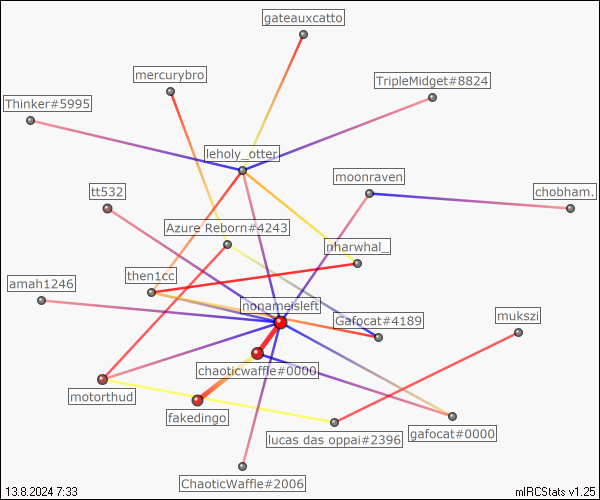 gateauxcatto
mercurybro
TripleMidget#8824
Thinker#5995
leholy_otter
moonraven
tt532
chobham.
Azure Reborn#4243
nharwhal_
then1cc
amah1246
nonameisleft
Gafocat#4189
mukszi
chaoticwaffle#0000
motorthud
fakedingo
lucas das oppai#2396
gafocat#0000
ChaoticWaffle#2006
13.8.2024 7:33
mIRCStats v1.25